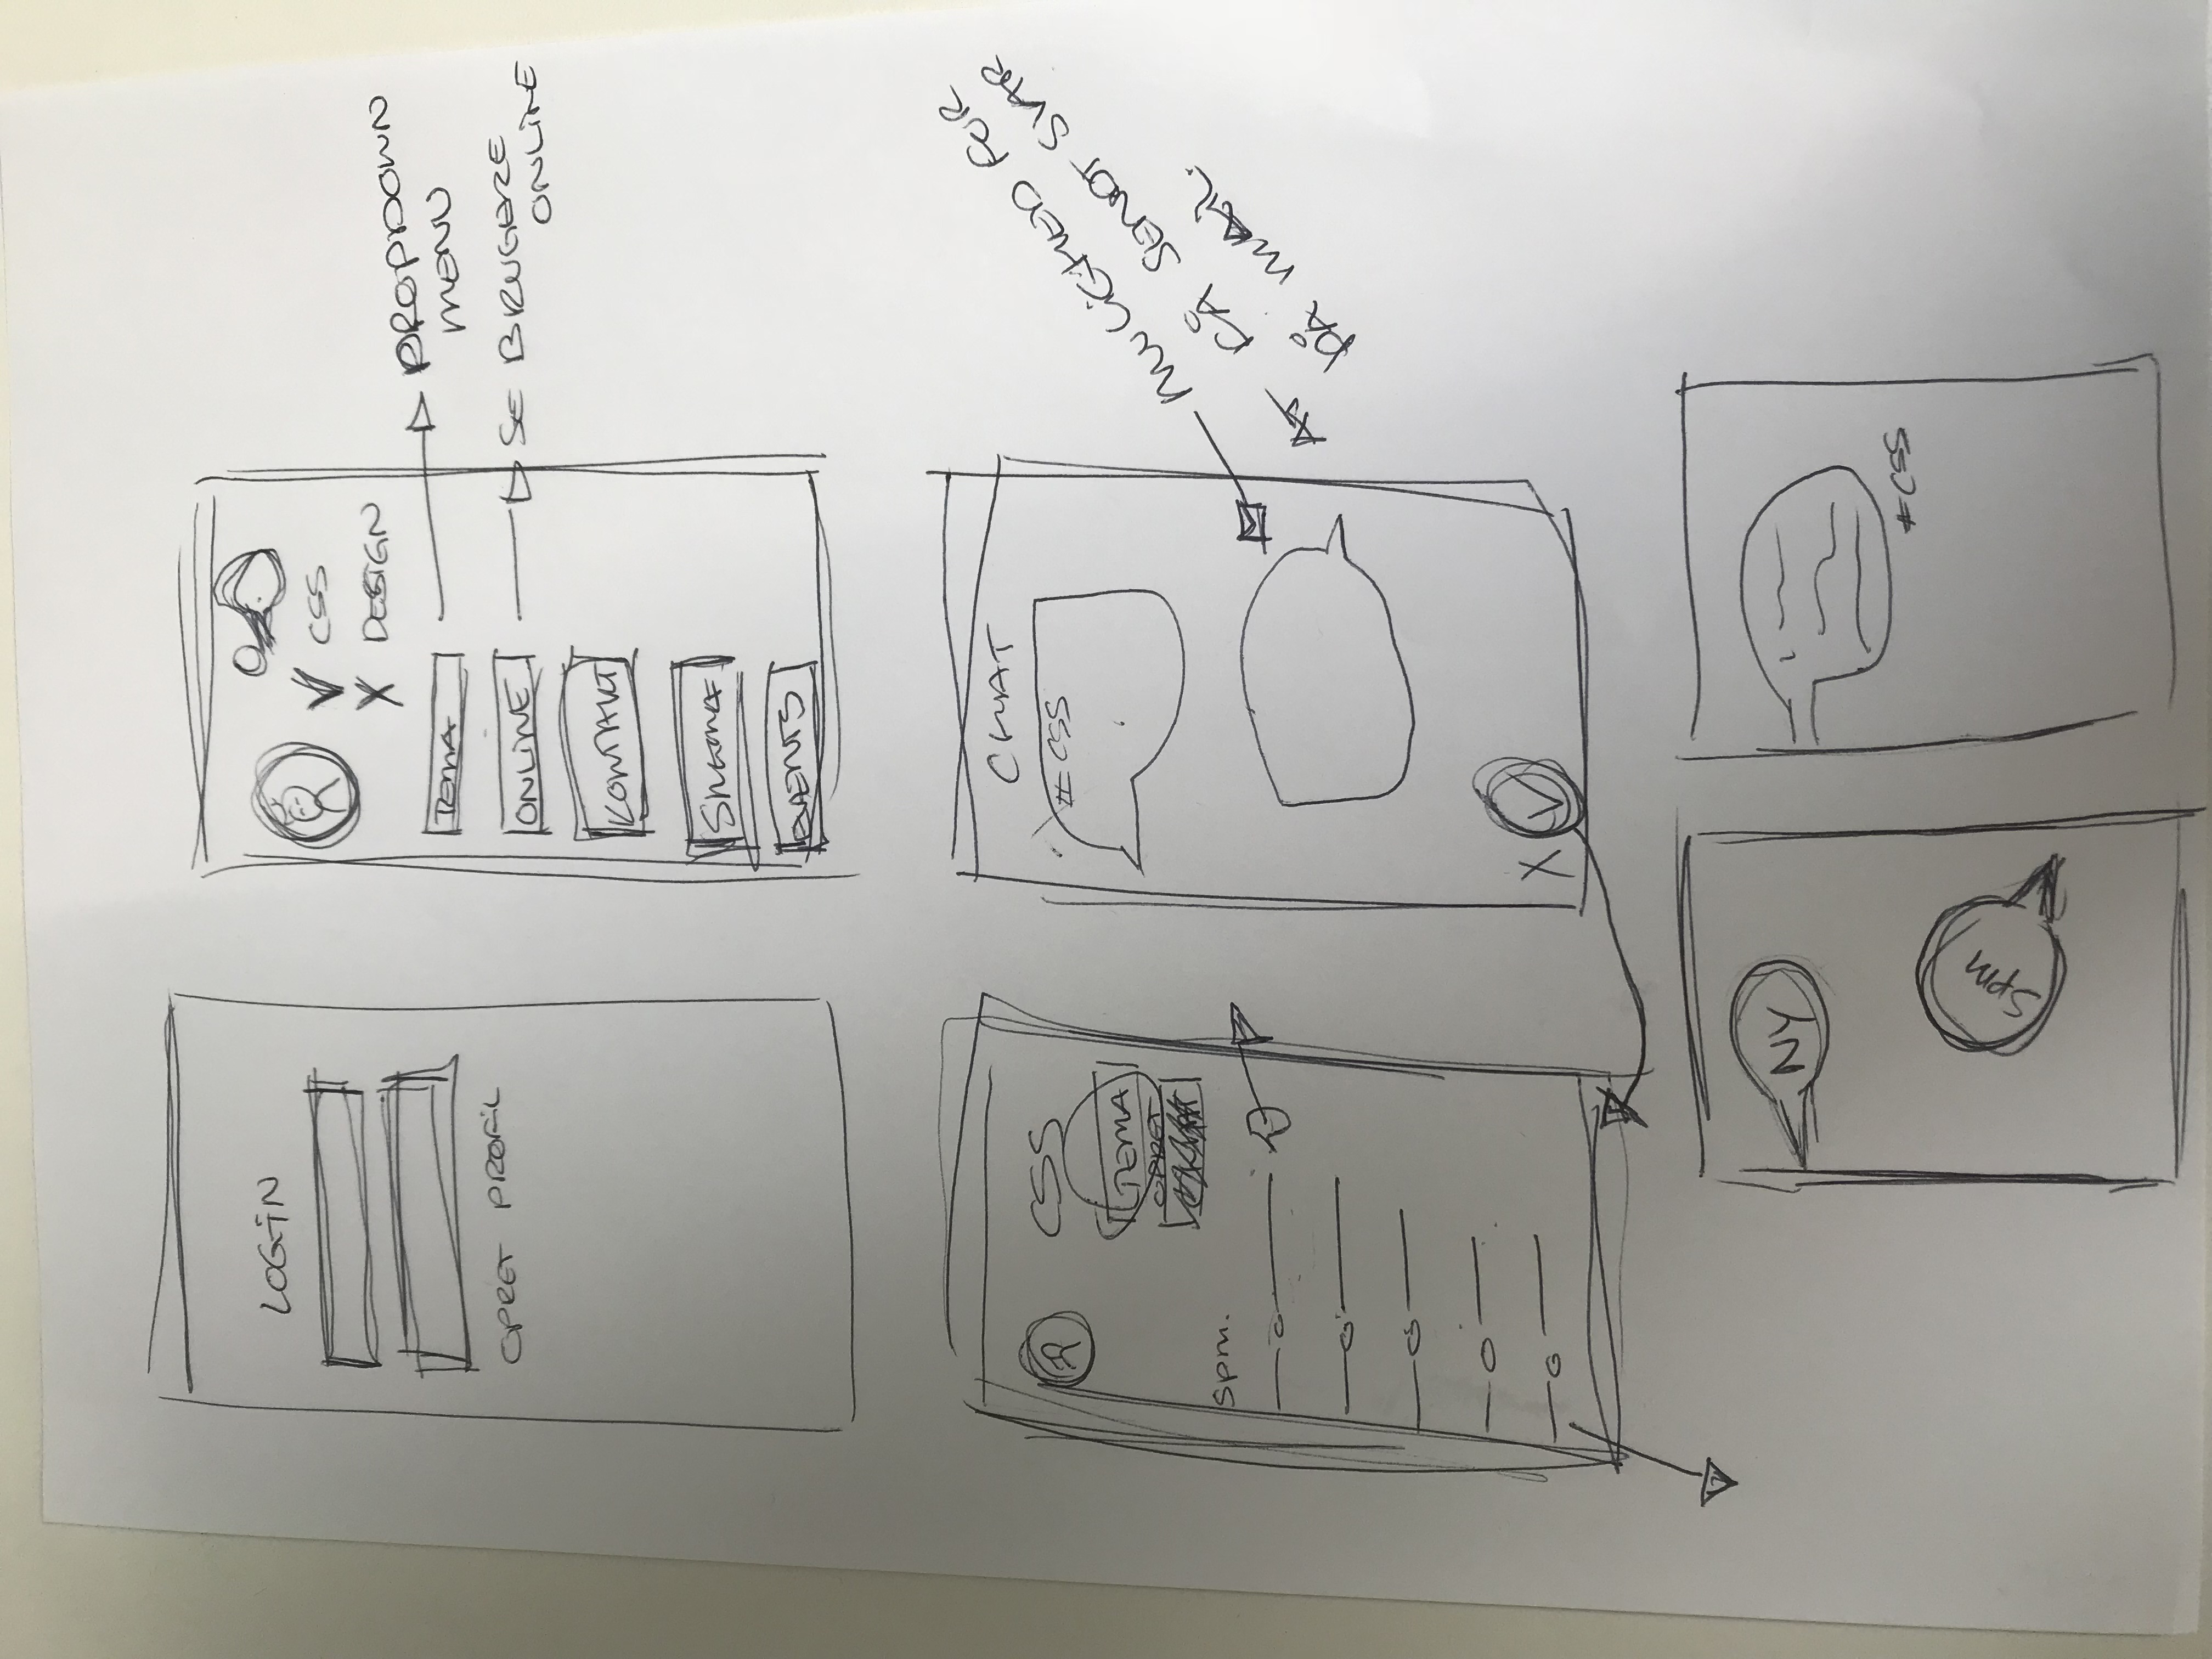 LOGIN
OPRET PROFIL
CSS
DESIGN
TEMA
DROPDOWN
MENU
ONLINE
SE BRUGERE
ONLINE
KONTAKT
SKEMA
EVENTS
CSS
TEMA
OPRET
Spm.
CHAT
#CSS
MULIGHED FOR
AT FÅ SENDT SVAR
PÅ MAIL.
NY
Spm
#CSS